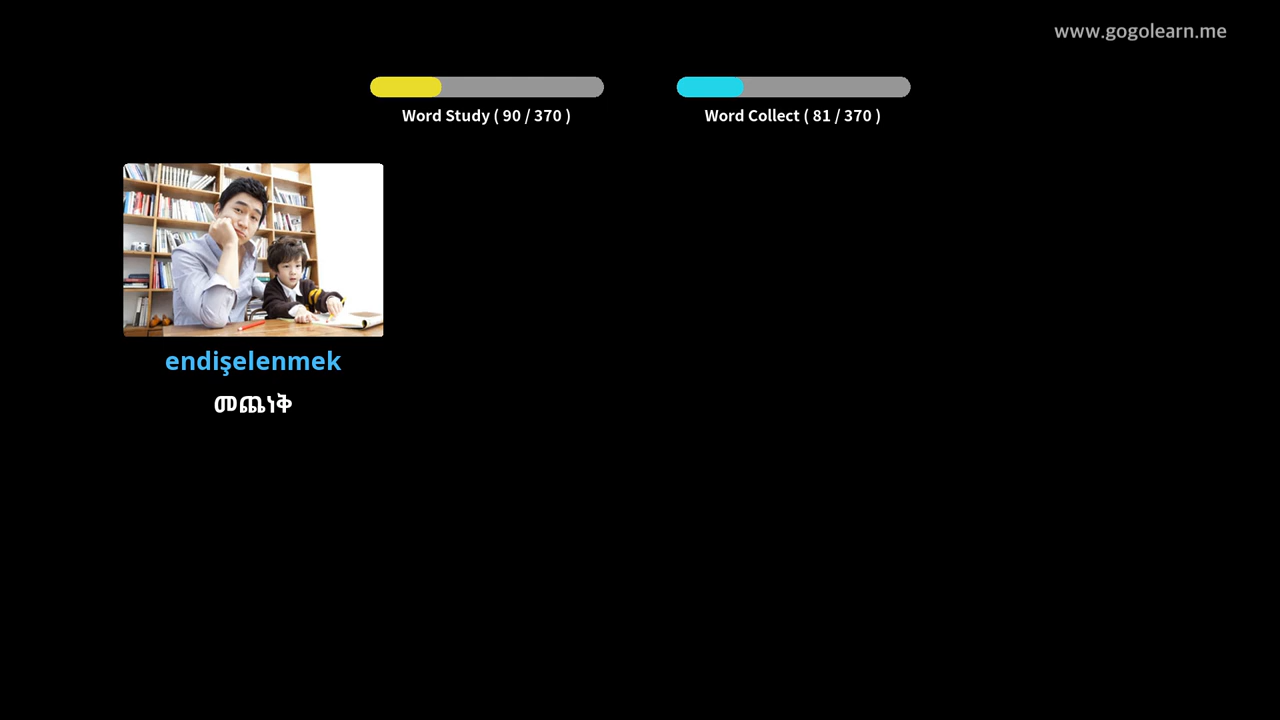 www.gogolearn.me
Word Study ( 90 / 370 )
Word Collect ( 81 / 370 )
endişelenmek
መጨነቅ